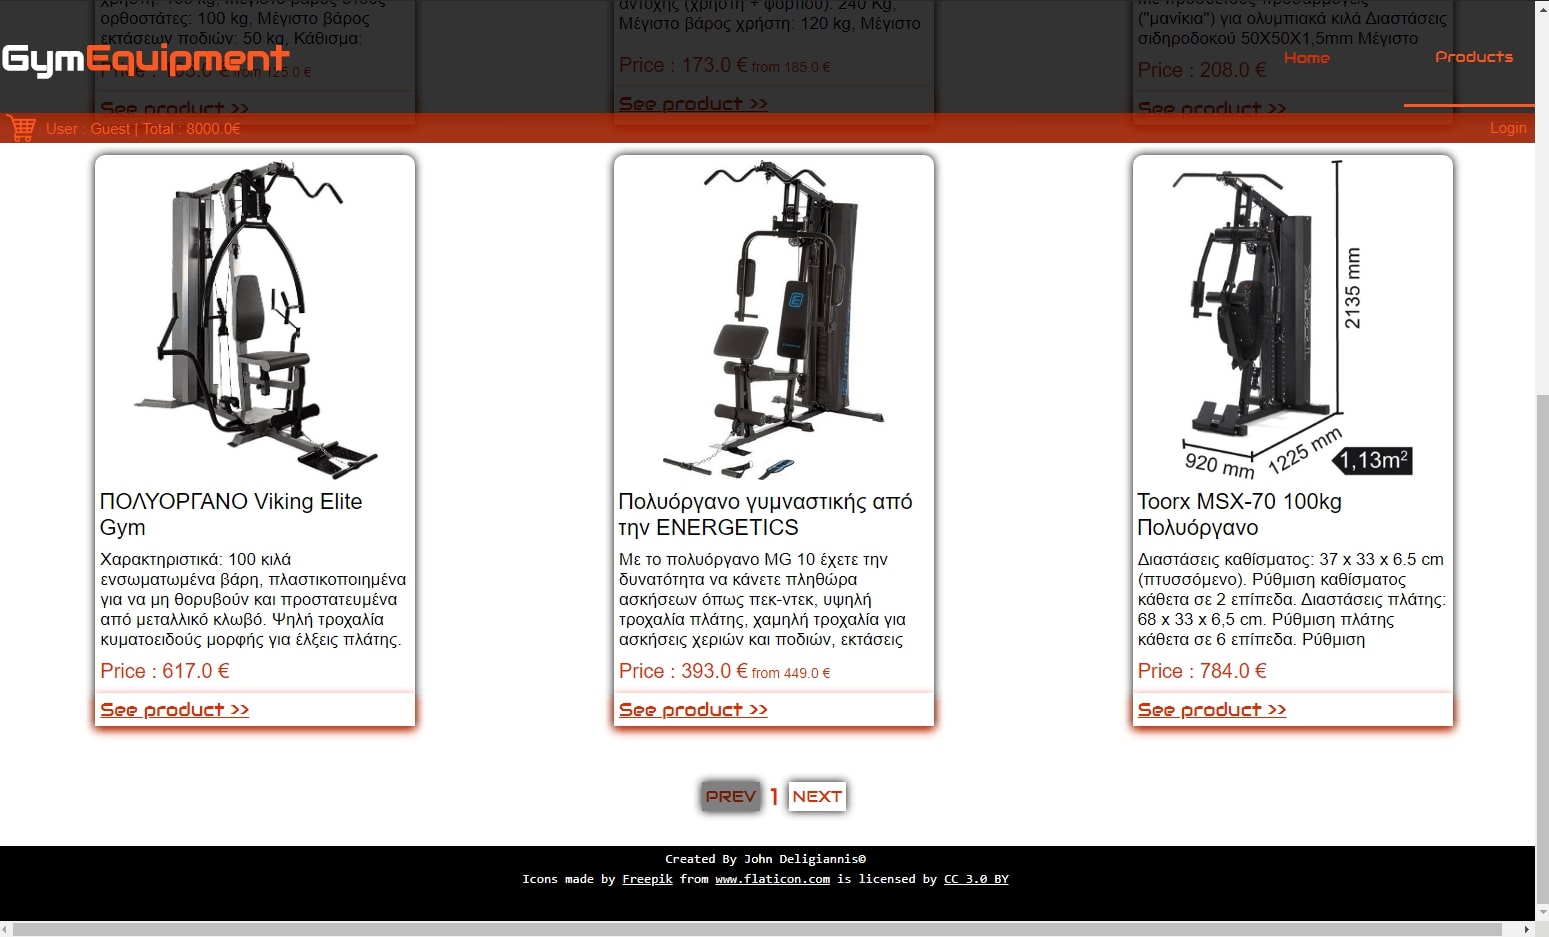 ορθοστάτες: 100 kg, Μέγιστο βάρος
εκτάσεων ποδιών: 50 kg, Κάθισμα:
from 125.0 €
See product >>
αντοχής (χρήστη + φορτίου): 240 Kg,
Μέγιστο βάρος χρήστη: 120 kg, Μέγιστο
Price : 173.0 € from 185.0 €
See product >>
("μανίκια") για ολυμπιακά κιλά Διαστάσεις
σιδηροδοκού 50X50X1,5mm Μέγιστο
Price : 208.0 €
See product >>
GymEquipment
Home
Products
User : Guest | Total : 8000.0€
Login
ΠΟΛΥΟΡΓΑΝΟ Viking Elite
Gym
Χαρακτηριστικά: 100 κιλά
ενσωματωμένα βάρη, πλαστικοποιημένα
για να μη θορυβούν και προστατευμένα
από μεταλλικό κλωβό. Ψηλή τροχαλία
κυματοειδούς μορφής για έλξεις πλάτης.
Price : 617.0 €
See product >>
Πολυόργανο γυμναστικής από
την ENERGETICS
Με το πολυόργανο MG 10 έχετε την
δυνατότητα να κάνετε πληθώρα
ασκήσεων όπως πεκ-ντεκ, υψηλή
τροχαλία πλάτης, χαμηλή τροχαλία για
ασκήσεις χεριών και ποδιών, εκτάσεις
Price : 393.0 € from 449.0 €
See product >>
2135 mm
920 mm
1225 mm
1,13m²
Toorx MSX-70 100kg
Πολυόργανο
Διαστάσεις καθίσματος: 37 x 33 x 6.5 cm
(πτυσσόμενο). Ρύθμιση καθίσματος
κάθετα σε 2 επίπεδα. Διαστάσεις πλάτης:
68 x 33 x 6,5 cm. Ρύθμιση πλάτης
κάθετα σε 6 επίπεδα. Ρύθμιση
Price : 784.0 €
See product >>
PREV 1 NEXT
Created By John Deligiannis©
Icons made by Freepik from www.flaticon.com is licensed by CC 3.0 BY